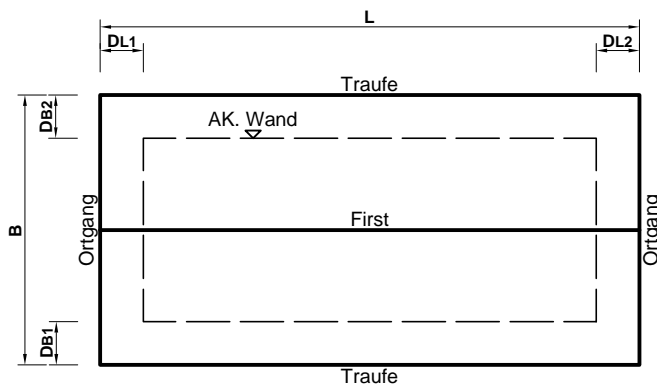 L
DL1
DL2
Traufe
DB2
AK. Wand
Ortgang
B
First
Ortgang
DB1
Traufe